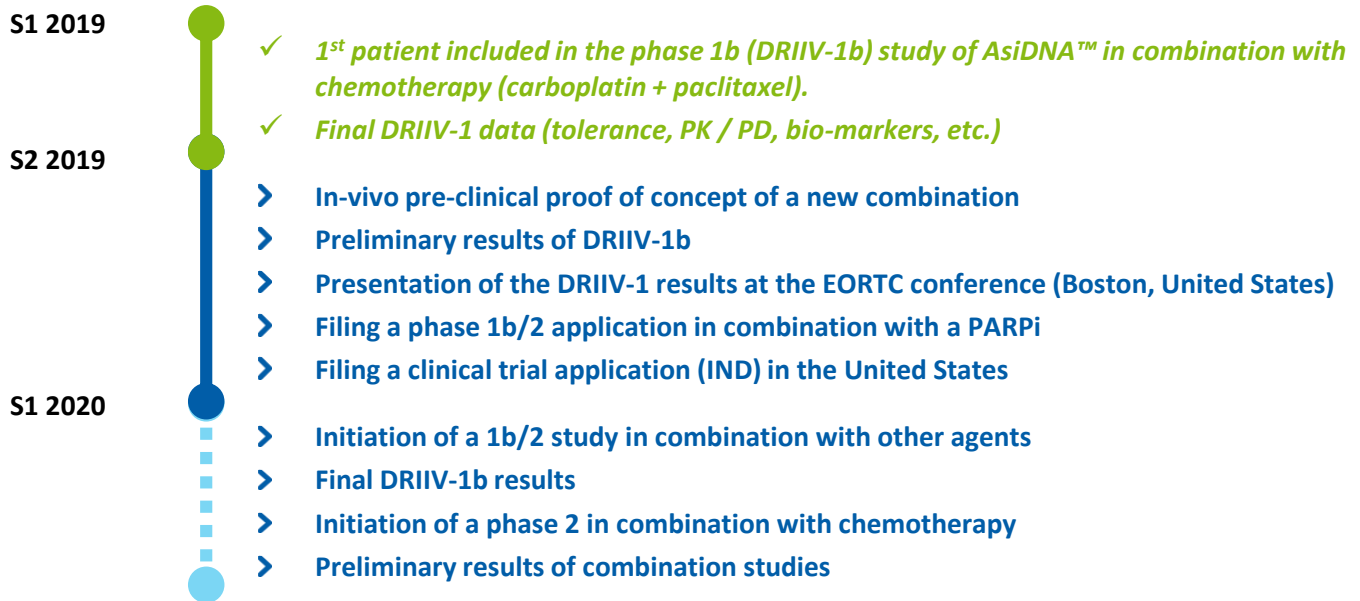 S1 2019
✓ 1st patient included in the phase 1b (DRIIV-1b) study of AsiDNA™ in combination with
chemotherapy (carboplatin + paclitaxel).
✓ Final DRIIV-1 data (tolerance, PK / PD, bio-markers, etc.)
S2 2019
In-vivo pre-clinical proof of concept of a new combination
Preliminary results of DRIIV-1b
Presentation of the DRIIV-1 results at the EORTC conference (Boston, United States)
Filing a phase 1b/2 application in combination with a PARPi
Filing a clinical trial application (IND) in the United States
S1 2020
Initiation of a 1b/2 study in combination with other agents
Final DRIIV-1b results
Initiation of a phase 2 in combination with chemotherapy
Preliminary results of combination studies